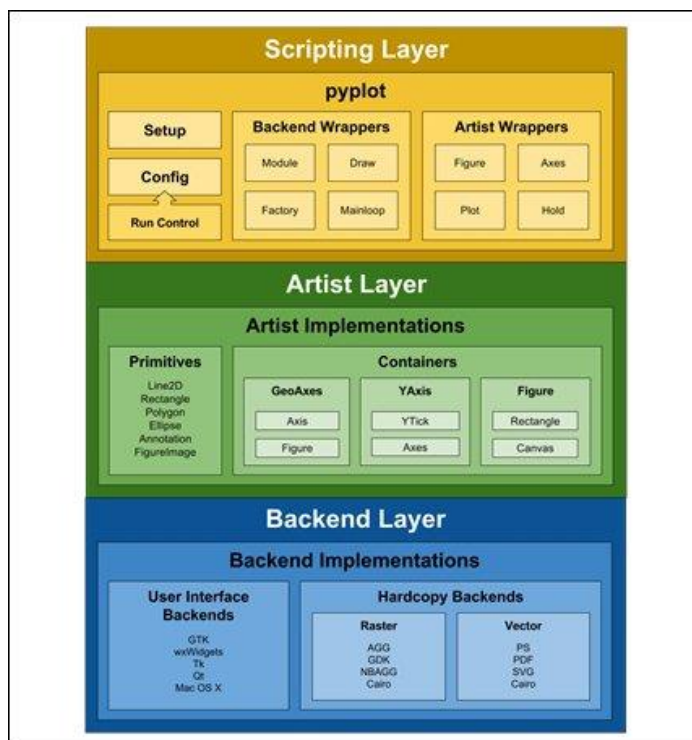 Scripting Layer
pyplot
Setup
Config
Run Control
Backend Wrappers
Module
Draw
Factory
Mainloop
Artist Wrappers
Figure
Axes
Plot
Hold
Artist Layer
Artist Implementations
Primitives
Line2D
Rectangle
Polygon
Ellipse
Annotation
FigureImage
Containers
GeoAxes
Axis
Figure
YAxis
YTick
Axes
Figure
Rectangle
Canvas
Backend Layer
Backend Implementations
User Interface
Backends
GTK
wxWidgets
Tk
Qt
Mac OS X
Hardcopy Backends
Raster
AGG
GDK
NBAGG
Cairo
Vector
PS
PDF
SVG
Cairo